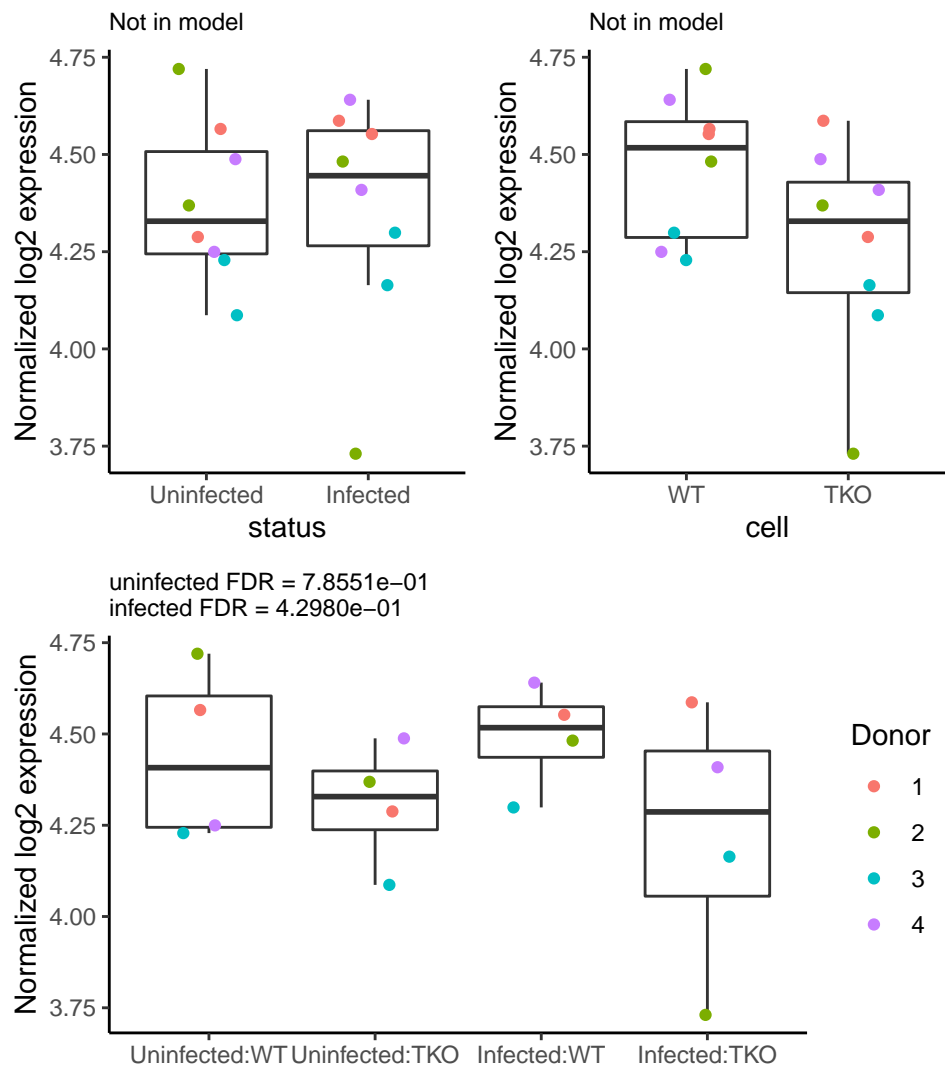 Not in model
Normalized log2 expression
4.75
4.50
4.25
4.00
3.75
Uninfected Infected
status
Not in model
Normalized log2 expression
4.75
4.50
4.25
4.00
3.75
WT TKO
cell
uninfected FDR = 7.8551e−01
infected FDR = 4.2980e−01
Normalized log2 expression
4.75
4.50
4.25
4.00
3.75
Uninfected:WT Uninfected:TKO Infected:WT Infected:TKO
Donor
1
2
3
4